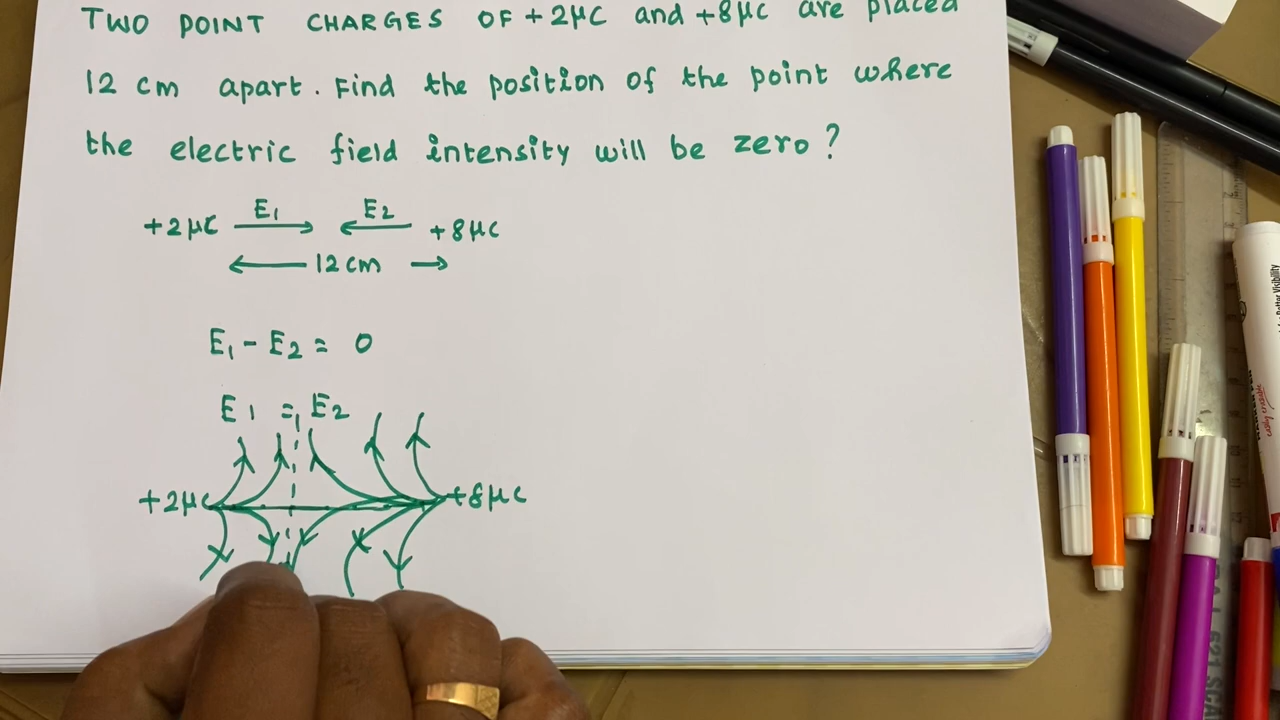 TWO POINT CHARGES OF +2μC and +8μC are placed
12 cm apart. Find the position of the point where
the electric field intensity will be zero?
E1 E2
+2μC +8μC
12 cm
E1 - E2 = 0
E1 = E2
+2μC +8μC